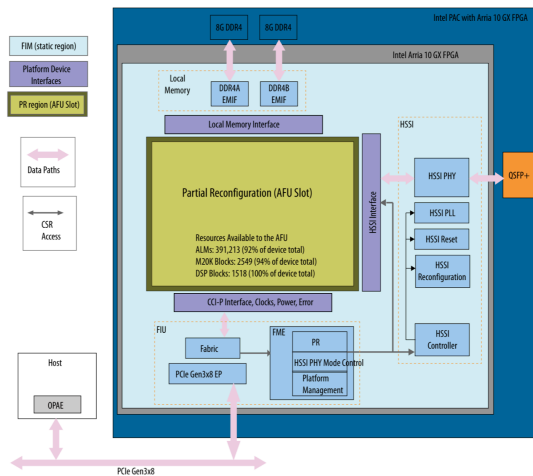 Intel PAC with Arria 10 GX FPGA
8G DDR4
8G DDR4
FIM (static region)
Platform Device
Interfaces
PR region (AFU Slot)
Data Paths
CSR
Access
Intel Arria 10 GX FPGA
Local
Memory
DDR4A
EMIF
DDR4B
EMIF
Local Memory Interface
HSSI
Partial Reconfiguration (AFU Slot)
Resources Available to the AFU
ALMs: 391,213 (92% of device total)
M20K Blocks: 2549 (94% of device total)
DSP Blocks: 1518 (100% of device total)
HSSI Interface
HSSI PHY
QSFP+
HSSI PLL
HSSI Reset
HSSI
Reconfiguration
HSSI
Controller
CCI-P Interface, Clocks, Power, Error
FIU
Fabric
PCIe Gen3x8 EP
FME
PR
HSSI PHY Mode Control
Platform
Management
Host
OPAE
PCIe Gen3x8